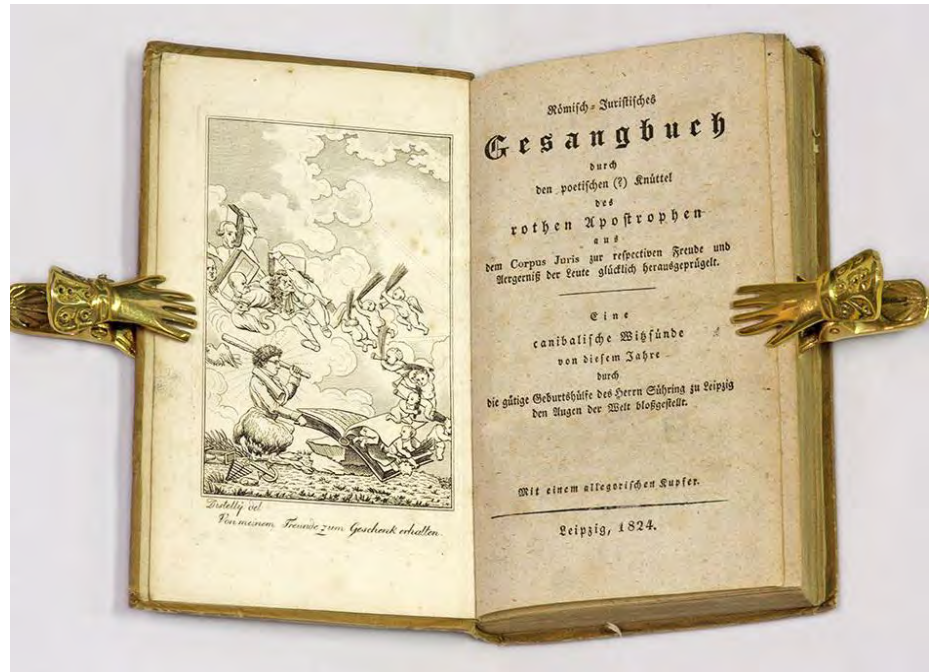 Distelly del
Von meinem Freunde zum Geschenk erhalten.
Römisch-Juristisches
Gesangbuch
durch
den poetischen (?) Knüttel
des
rothen Apostrophen
aus
dem Corpus Juris zur respectiven Freude und
Aergerniß der Leute glücklich herausgeprügelt.
Eine
canibalische Witzsünde
von diesem Jahre
durch
die gütige Geburtshülfe des Herrn Sühring zu Leipzig
den Augen der Welt bloßgestellt.
Mit einem allegorischen Kupfer.
Leipzig, 1824.